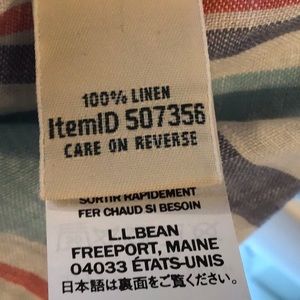 100% LINEN
ItemID 507356
CARE ON REVERSE
SORTIR RAPIDEMENT
FER CHAUD SI BESOIN
L.L.BEAN
FREEPORT, MAINE
04033 ÉTATS-UNIS
日本語は裏面をご覧ください。